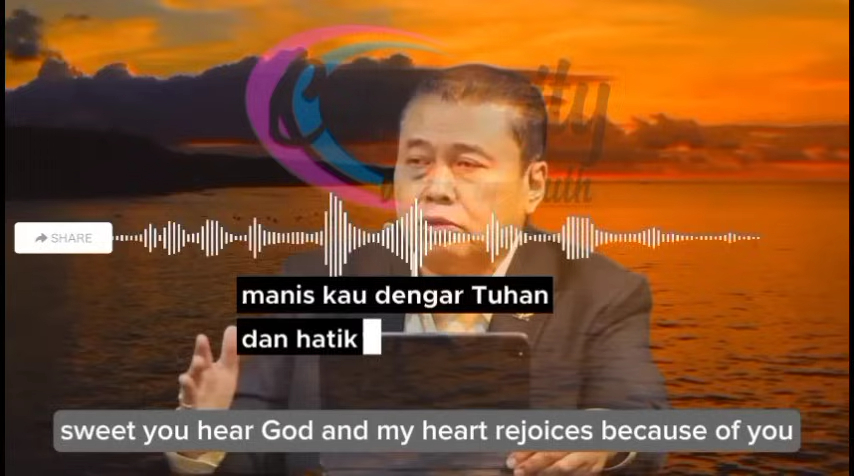 SHARE
manis kau dengar Tuhan
dan hatik
sweet you hear God and my heart rejoices because of you